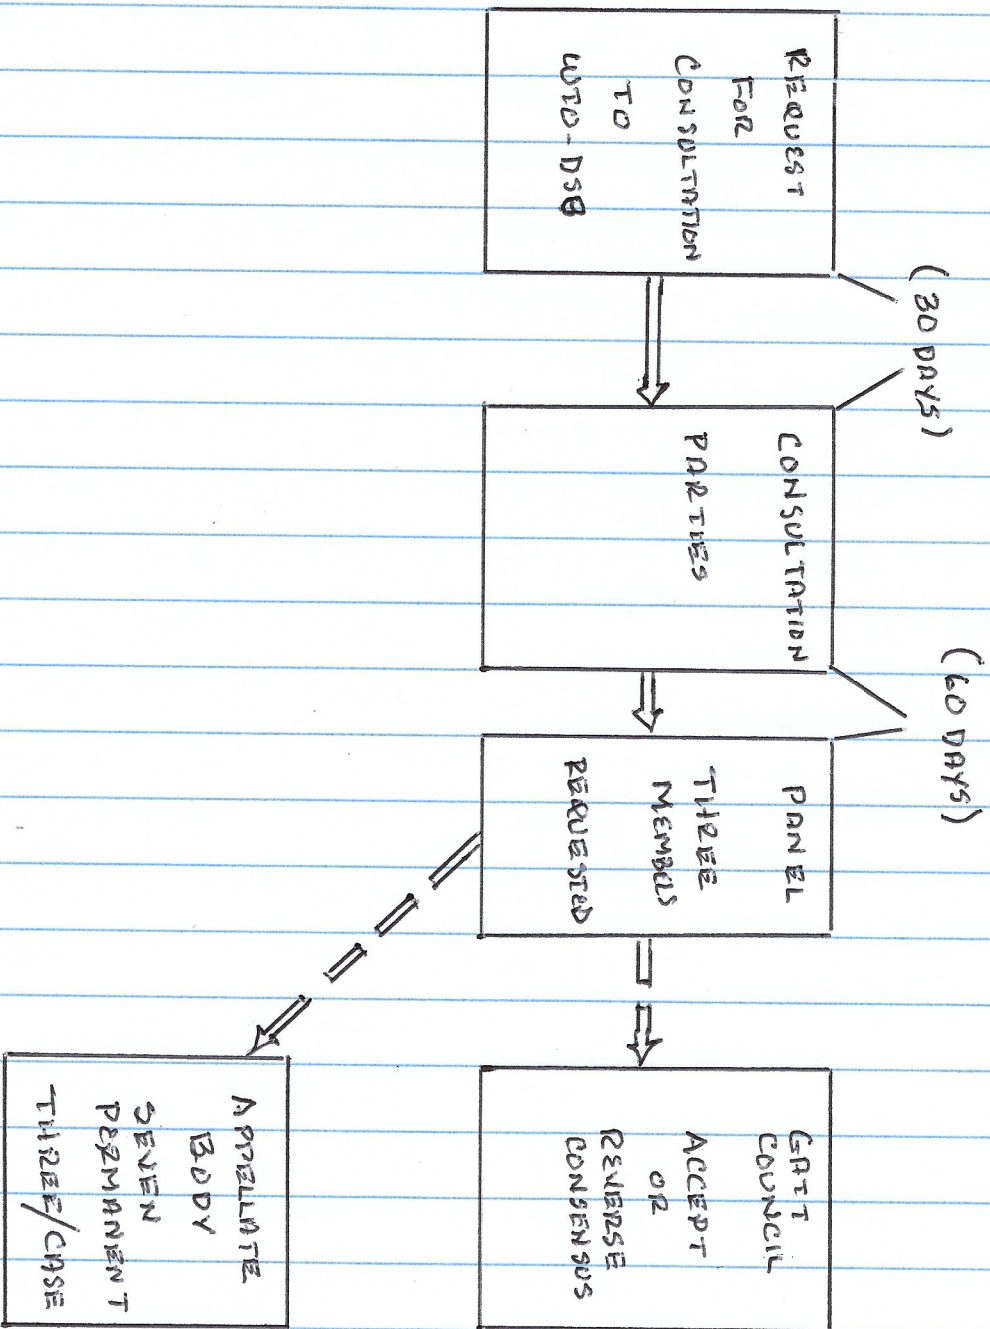 (30 DAYS)
(60 DAYS)
REQUEST
FOR
CONSULTATION
TO
WTO-DSB
CONSULTATION
PARTIES
PANEL
THREE
MEMBERS
REQUESTED
GATT
COUNCIL
ACCEPT
OR
REVERSE
CONSENSUS
APPELLATE
BODY
SEVEN
PERMANENT
THREE/CASE